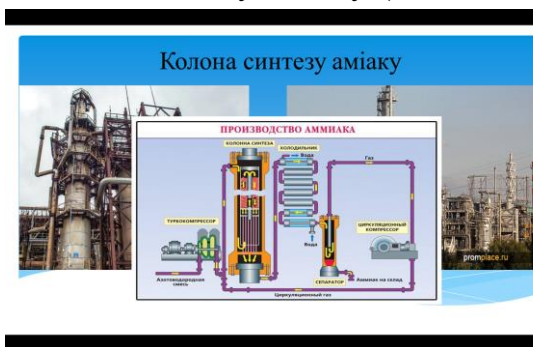 Колона синтезу аміаку
ПРОИЗВОДСТВО АММИАКА
КОЛОННА СИНТЕЗА
ХОЛОДИЛЬНИК
Вода
Газ
ТУРБОКОМПРЕССОР
ЦИРКУЛЯЦИОННЫЙ
КОМПРЕССОР
Вода
Азотоводородная
смесь
СЕПАРАТОР
Аммиак на склад
Циркуляционный газ
promplace.ru